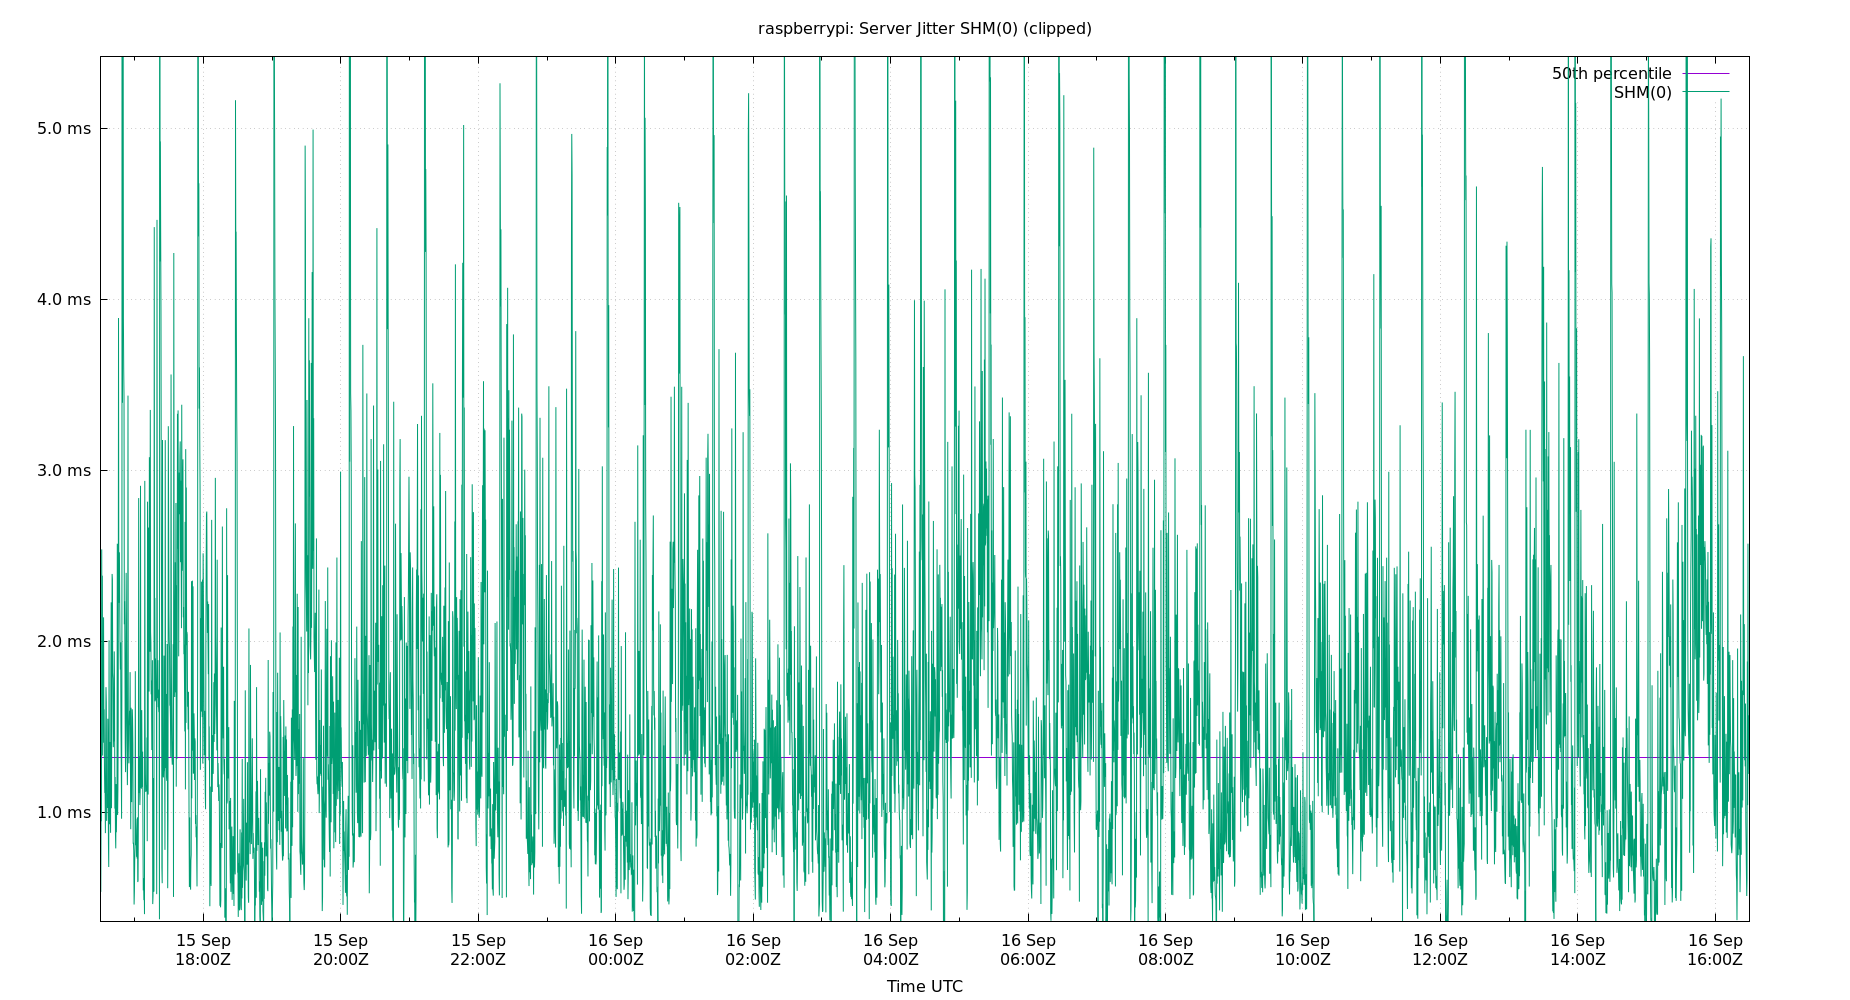 raspberrypi: Server Jitter SHM(0) (clipped)
50th percentile
SHM(0)
5.0 ms
4.0 ms
3.0 ms
2.0 ms
1.0 ms
15 Sep 15 Sep 15 Sep 16 Sep 16 Sep 16 Sep 16 Sep 16 Sep 16 Sep 16 Sep 16 Sep 16 Sep
18:00Z 20:00Z 22:00Z 00:00Z 02:00Z 04:00Z 06:00Z 08:00Z 10:00Z 12:00Z 14:00Z 16:00Z
Time UTC